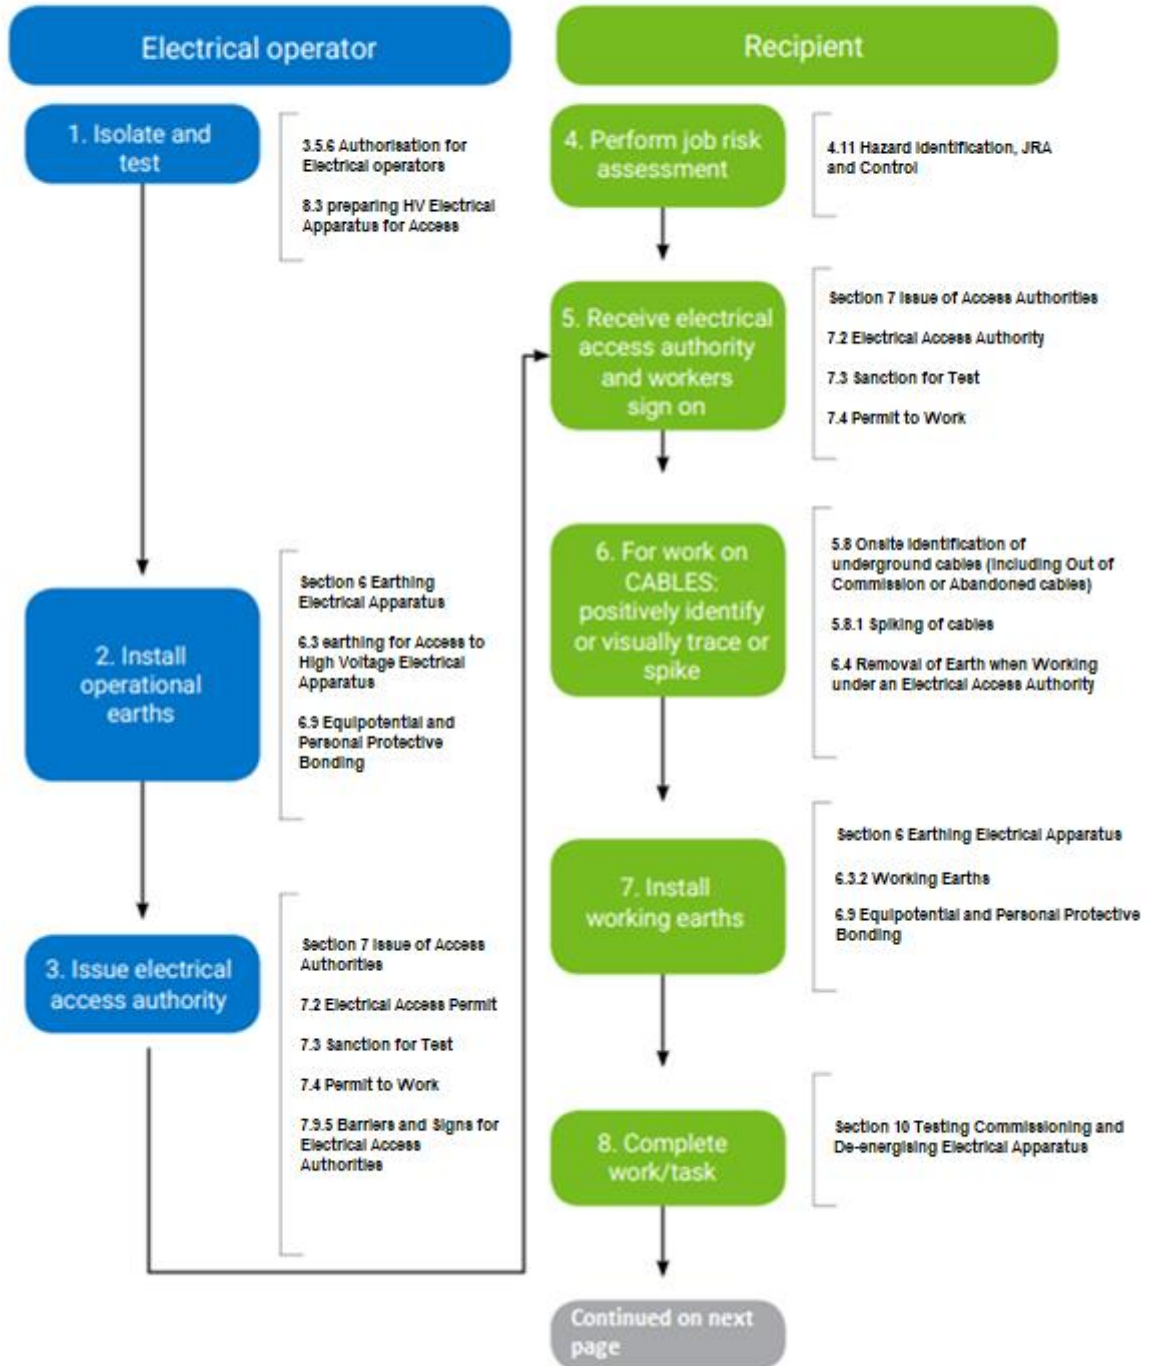 Electrical operator
Recipient
1. Isolate and
test
3.5.6 Authorisation for
Electrical operators
8.3 preparing HV Electrical
Apparatus for Access
2. Install
operational
earths
Section 6 Earthing
Electrical Apparatus
6.3 earthing for Access to
High Voltage Electrical
Apparatus
6.9 Equipotential and
Personal Protective
Bonding
3. Issue electrical
access authority
Section 7 Issue of Access
Authorities
7.2 Electrical Access Permit
7.3 Sanction for Test
7.4 Permit to Work
7.9.5 Barriers and Signs for
Electrical Access
Authorities
4. Perform job risk
assessment
4.11 Hazard Identification, JRA
and Control
5. Receive electrical
access authority
and workers
sign on
Section 7 Issue of Access Authorities
7.2 Electrical Access Authority
7.3 Sanction for Test
7.4 Permit to Work
6. For work on
CABLES:
positively identify
or visually trace or
spike
5.8 Onsite Identification of
underground cables (Including Out of
Commission or Abandoned cables)
5.8.1 Spiking of cables
6.4 Removal of Earth when Working
under an Electrical Access Authority
7. Install
working earths
Section 6 Earthing Electrical Apparatus
6.3.2 Working Earths
6.9 Equipotential and Personal Protective
Bonding
8. Complete
work/task
Section 10 Testing Commissioning and
De-energising Electrical Apparatus
Continued on next
page